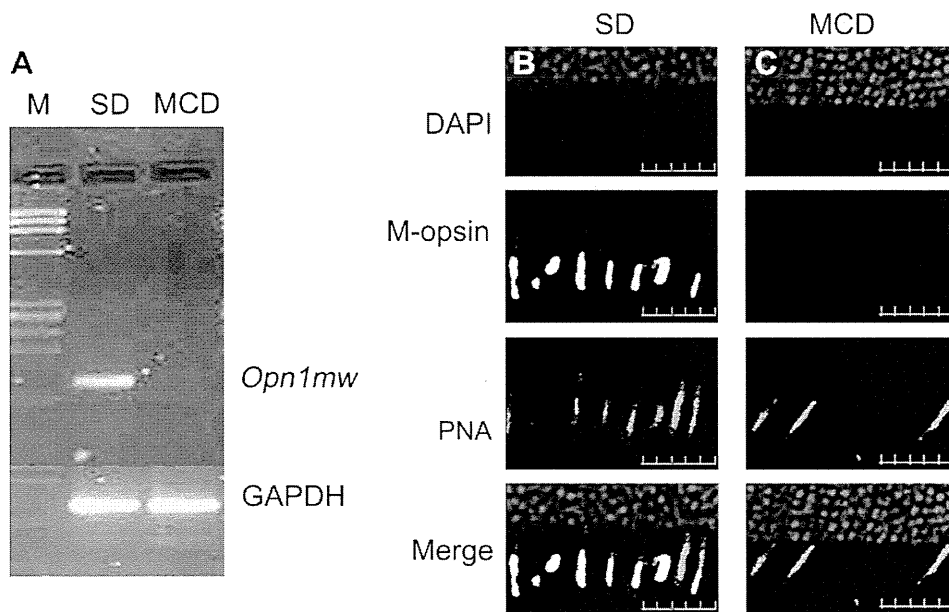 A
M SD MCD
Opn1mw
GAPDH
SD MCD
B C
DAPI
M-opsin
PNA
Merge